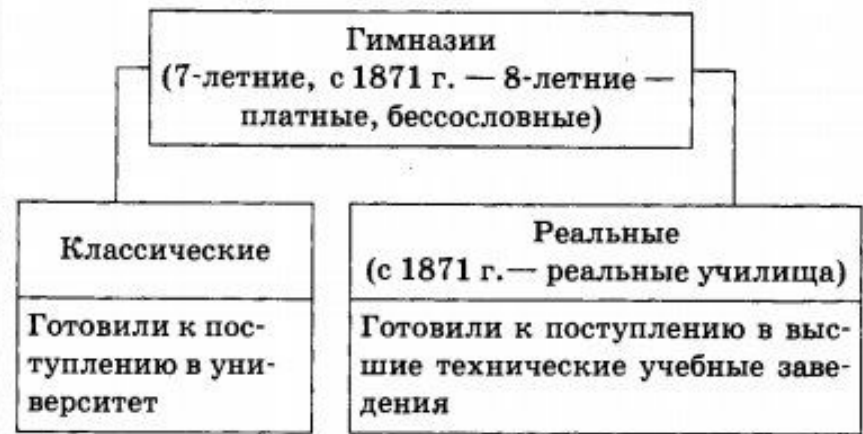 Гимназии
(7-летние, с 1871 г. — 8-летние —
платные, бессословные)
Классические
Готовили к пос-
туплению в уни-
верситет
Реальные
(с 1871 г.— реальные училища)
Готовили к поступлению в выс-
шие технические учебные заве-
дения